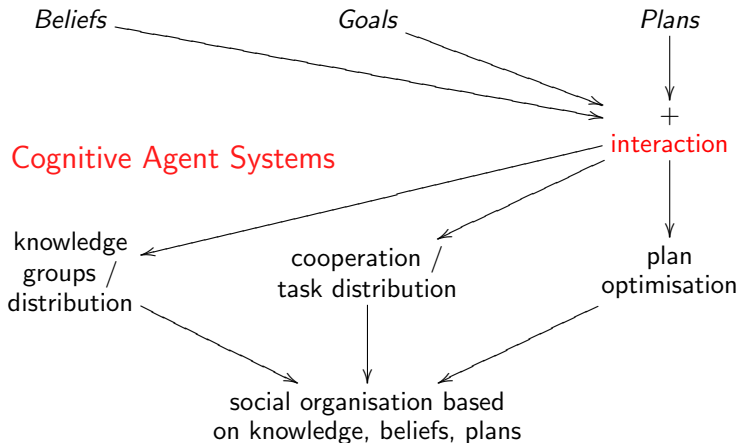 Beliefs Goals Plans
+
interaction
Cognitive Agent Systems
knowledge
groups /
distribution
cooperation /
task distribution
plan
optimisation
social organisation based
on knowledge, beliefs, plans